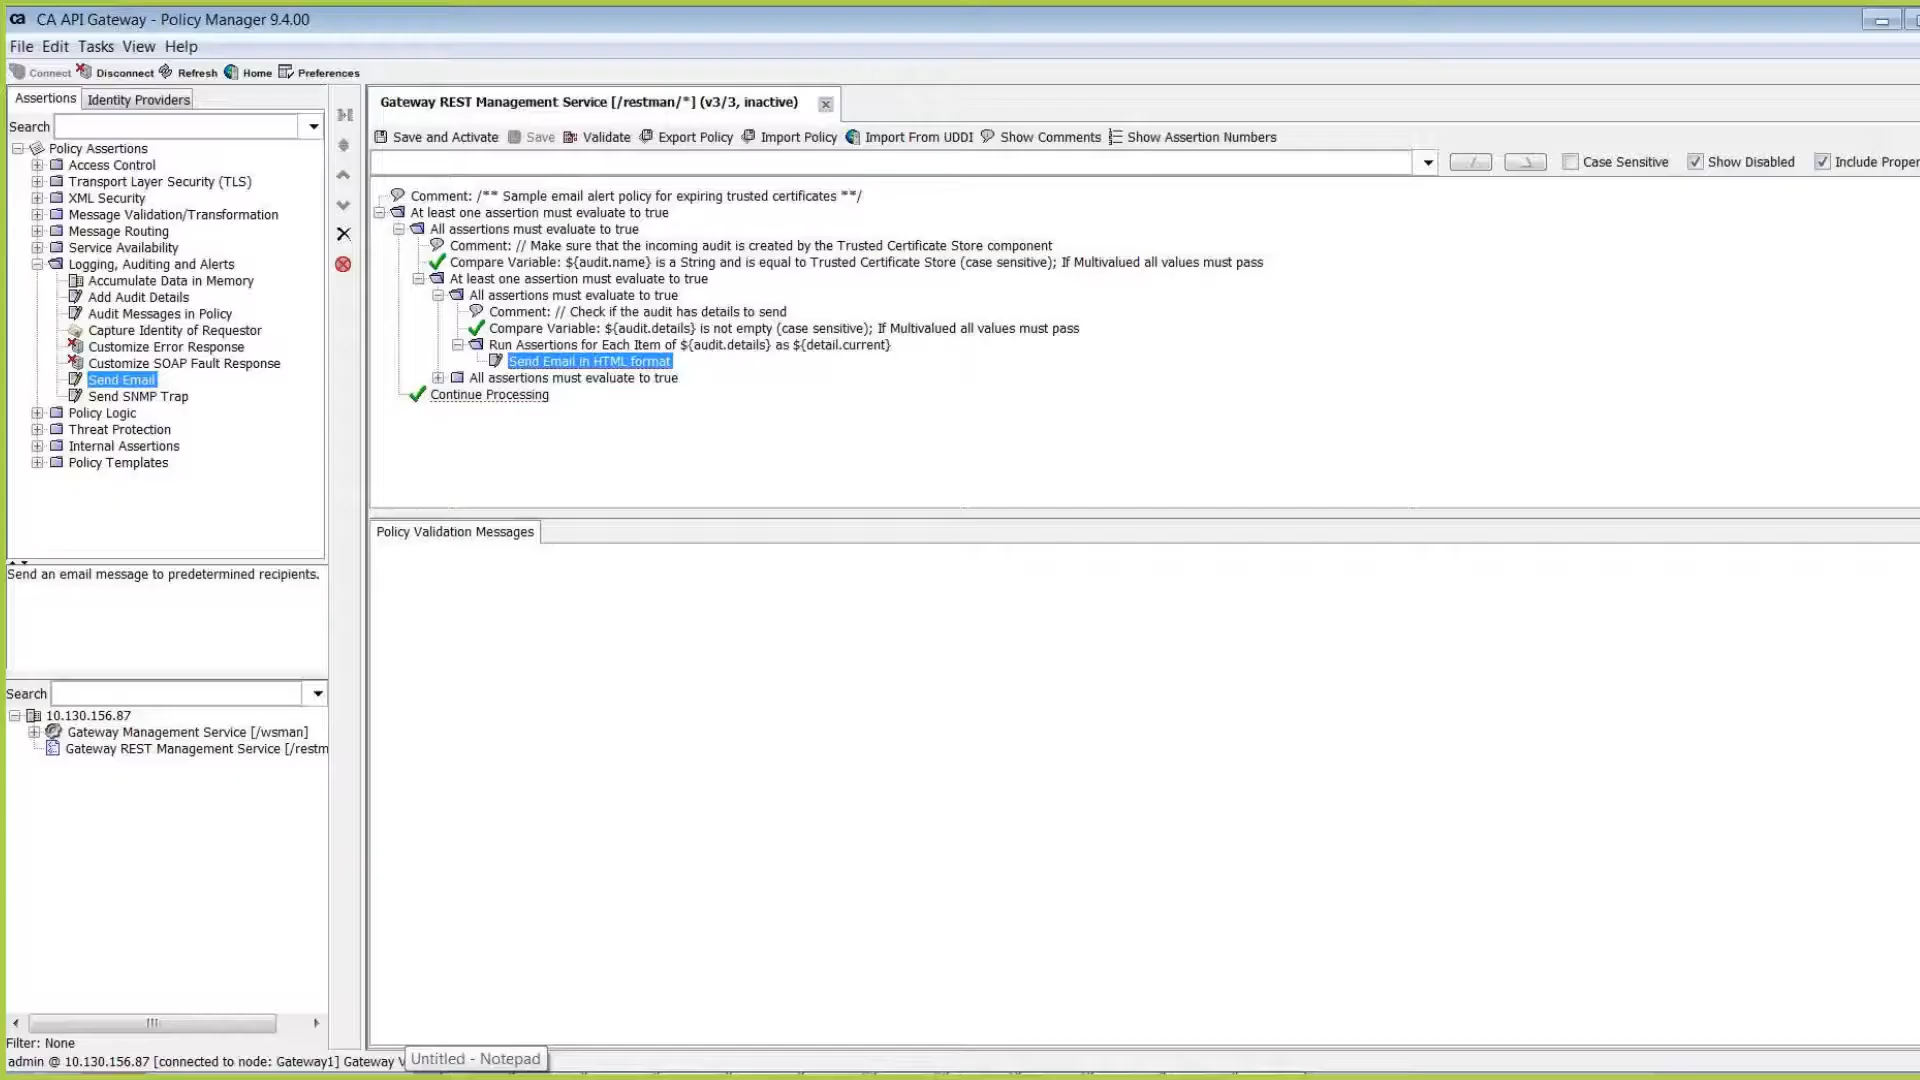 ca CA API Gateway - Policy Manager 9.4.00
File Edit Tasks View Help
Connect Disconnect Refresh Home Preferences
Assertions Identity Providers
Search
Policy Assertions
Access Control
Transport Layer Security (TLS)
XML Security
Message Validation/Transformation
Message Routing
Service Availability
Logging, Auditing and Alerts
Accumulate Data in Memory
Add Audit Details
Audit Messages in Policy
Capture Identity of Requestor
Customize Error Response
Customize SOAP Fault Response
Send Email
Send SNMP Trap
Policy Logic
Threat Protection
Internal Assertions
Policy Templates
Send an email message to predetermined recipients.
Search
10.130.156.87
Gateway Management Service [/wsman]
Gateway REST Management Service [/restm
Filter: None
admin @ 10.130.156.87 [connected to node: Gateway1] Gateway V
Untitled - Notepad
Gateway REST Management Service [/restman/*] (v3/3, inactive)
Save and Activate Save Validate Export Policy Import Policy Import From UDDI Show Comments Show Assertion Numbers
Case Sensitive Show Disabled Include Proper
Comment: /** Sample email alert policy for expiring trusted certificates **/
At least one assertion must evaluate to true
All assertions must evaluate to true
Comment: // Make sure that the incoming audit is created by the Trusted Certificate Store component
Compare Variable: ${audit.name} is a String and is equal to Trusted Certificate Store (case sensitive); If Multivalued all values must pass
At least one assertion must evaluate to true
All assertions must evaluate to true
Comment: // Check if the audit has details to send
Compare Variable: ${audit.details} is not empty (case sensitive); If Multivalued all values must pass
Run Assertions for Each Item of ${audit.details} as ${detail.current}
Send Email in HTML format
All assertions must evaluate to true
Continue Processing
Policy Validation Messages